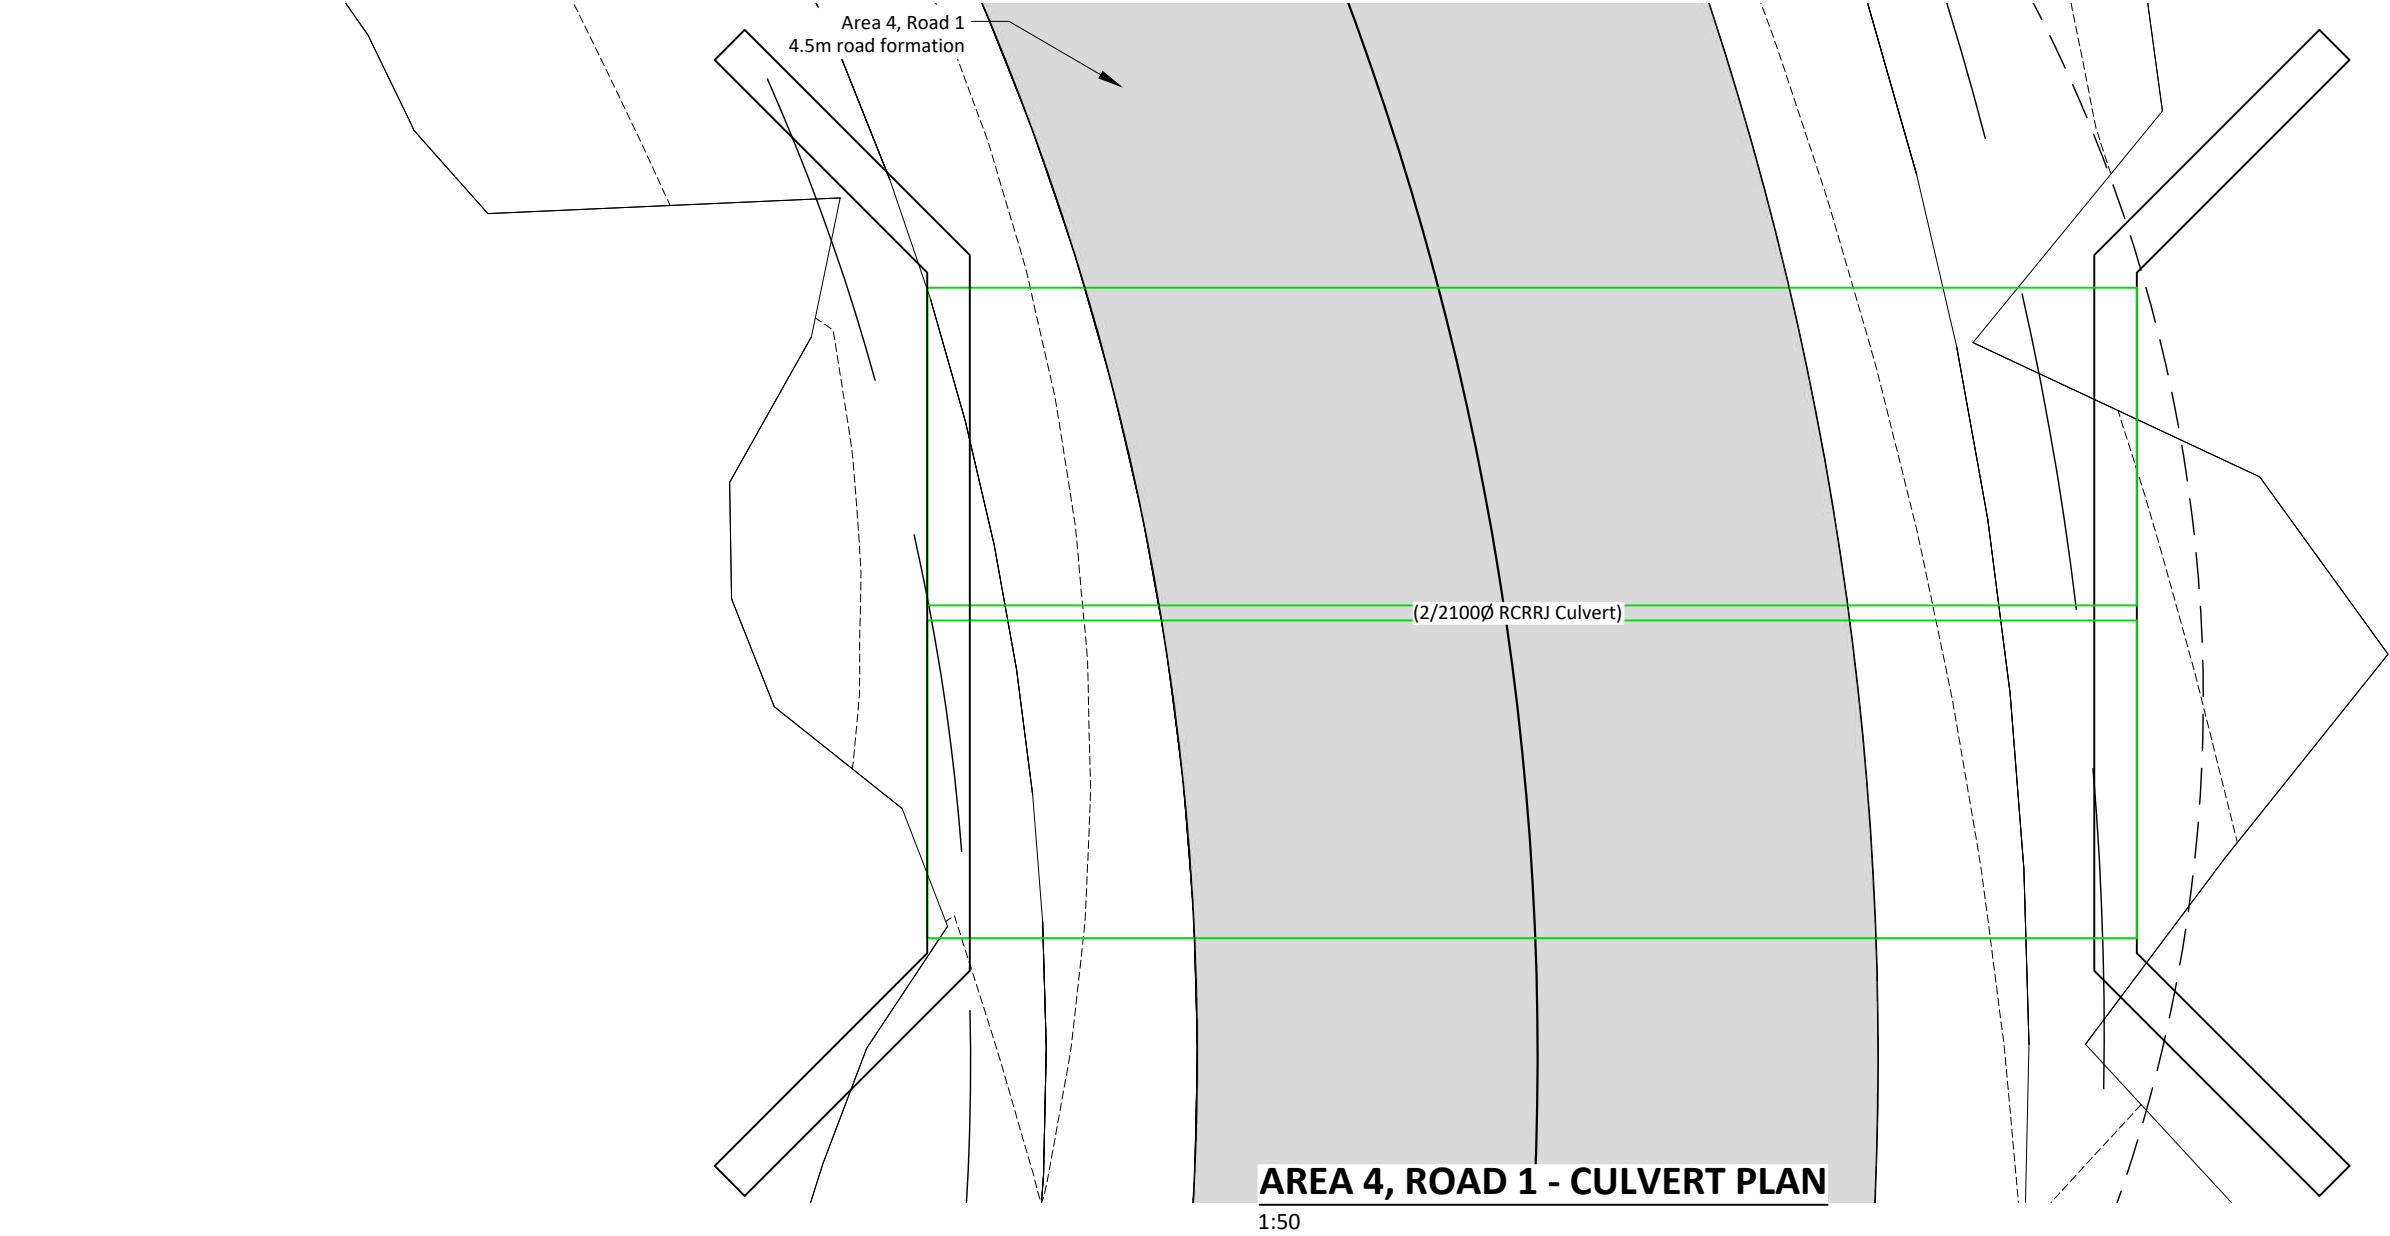 Area 4, Road 1
4.5m road formation
(2/2100Ø RCRRJ Culvert)
AREA 4, ROAD 1 - CULVERT PLAN
1:50